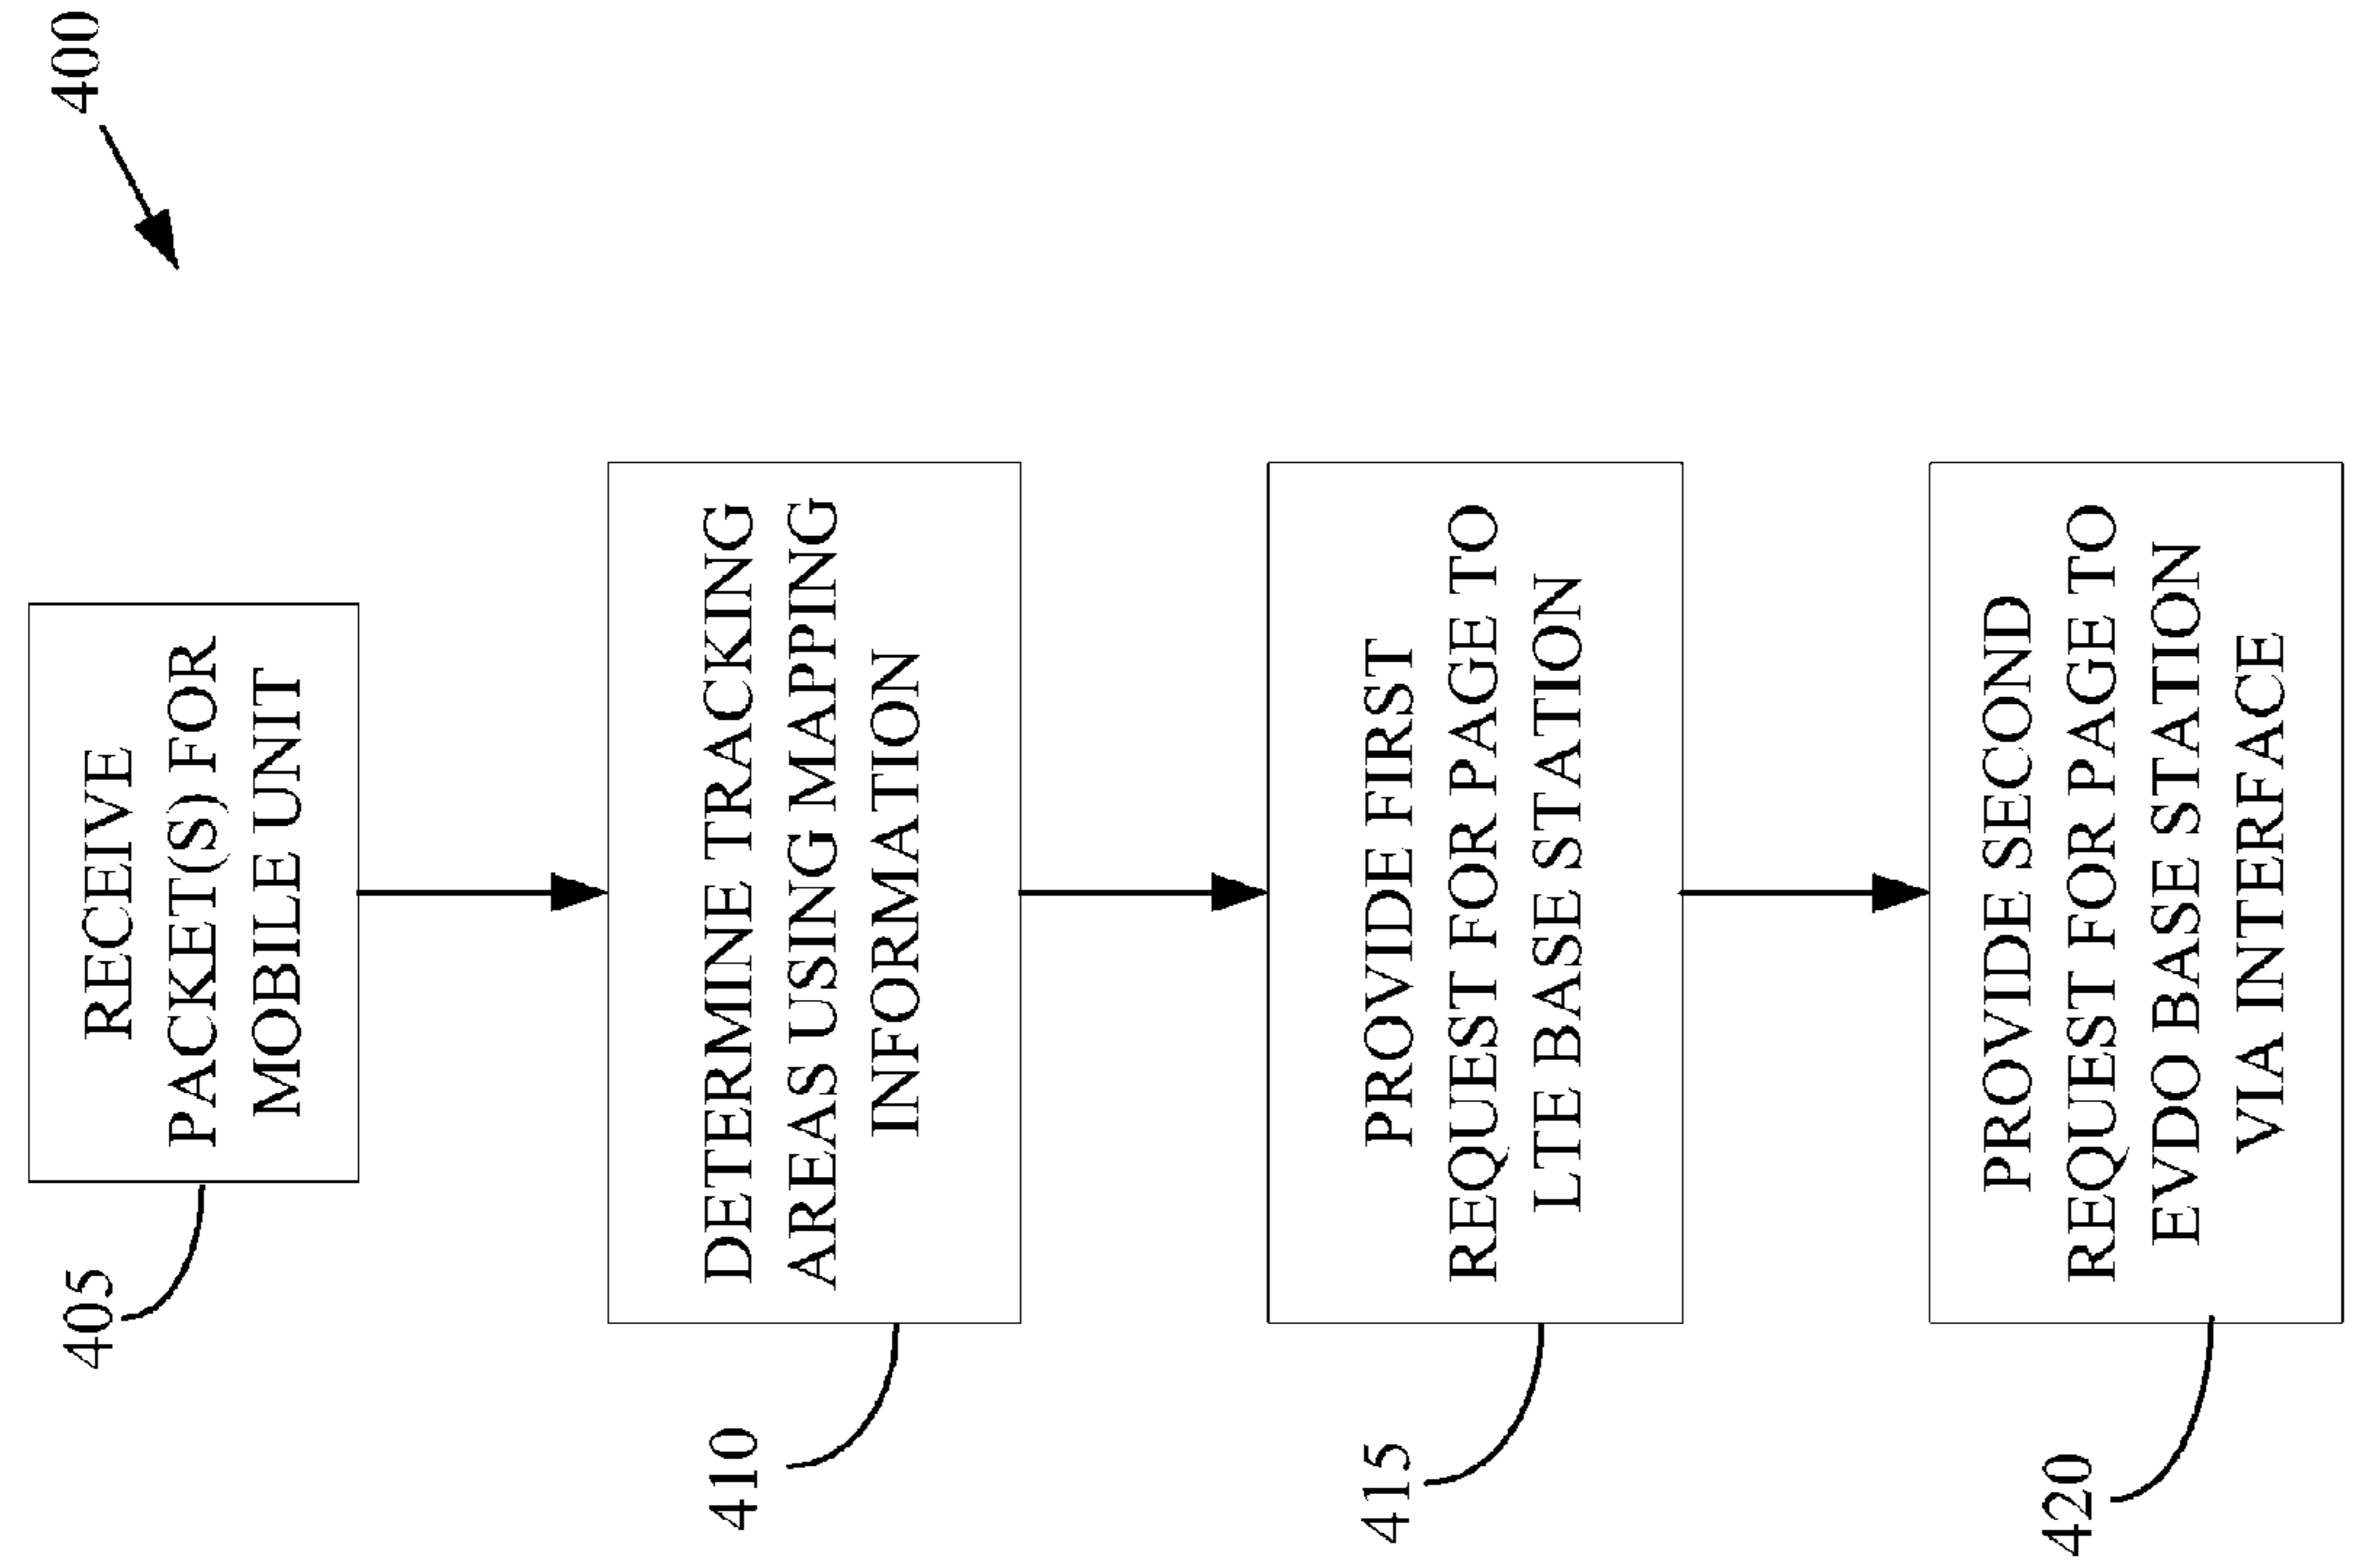 400
405
RECEIVE
PACKET(S) FOR
MOBILE UNIT
410
DETERMINE TRACKING
AREAS USING MAPPING
INFORMATION
415
PROVIDE FIRST
REQUEST FOR PAGE TO
LTE BASE STATION
420
PROVIDE SECOND
REQUEST FOR PAGE TO
EVDO BASE STATION
VIA INTERFACE